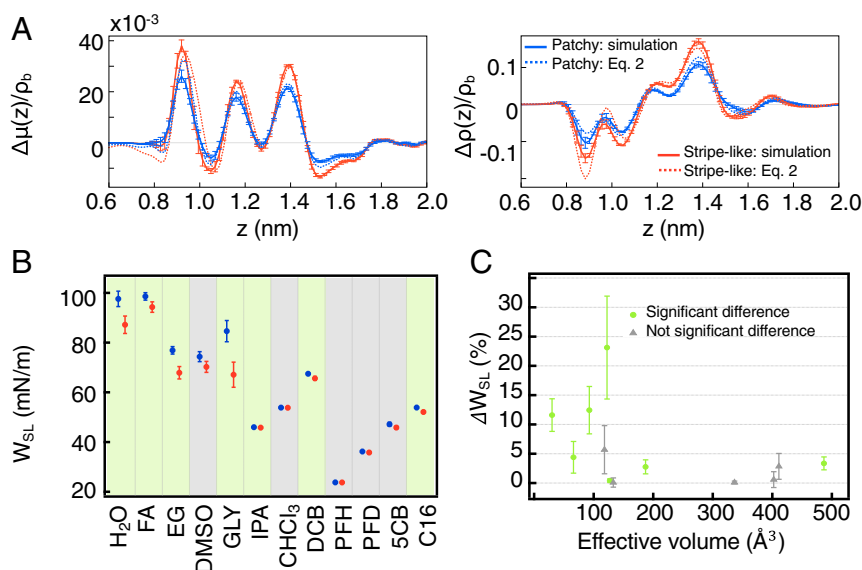 A
x10⁻³
40
20
0
Δμ(z)/ρb
0.6 0.8 1.0 1.2 1.4 1.6 1.8 2.0
z (nm)
0.1
0
-0.1
Δρ(z)/ρb
Patchy: simulation
Patchy: Eq. 2
Stripe-like: simulation
Stripe-like: Eq. 2
0.6 0.8 1.0 1.2 1.4 1.6 1.8 2.0
z (nm)
B
100
80
60
40
20
WSL (mN/m)
H₂O
FA
EG
DMSO
GLY
IPA
CHCl₃
DCB
PFH
PFD
5CB
C16
C
35
30
25
20
15
10
5
0
ΔWSL (%)
Significant difference
Not significant difference
100 200 300 400 500
Effective volume (Å³)